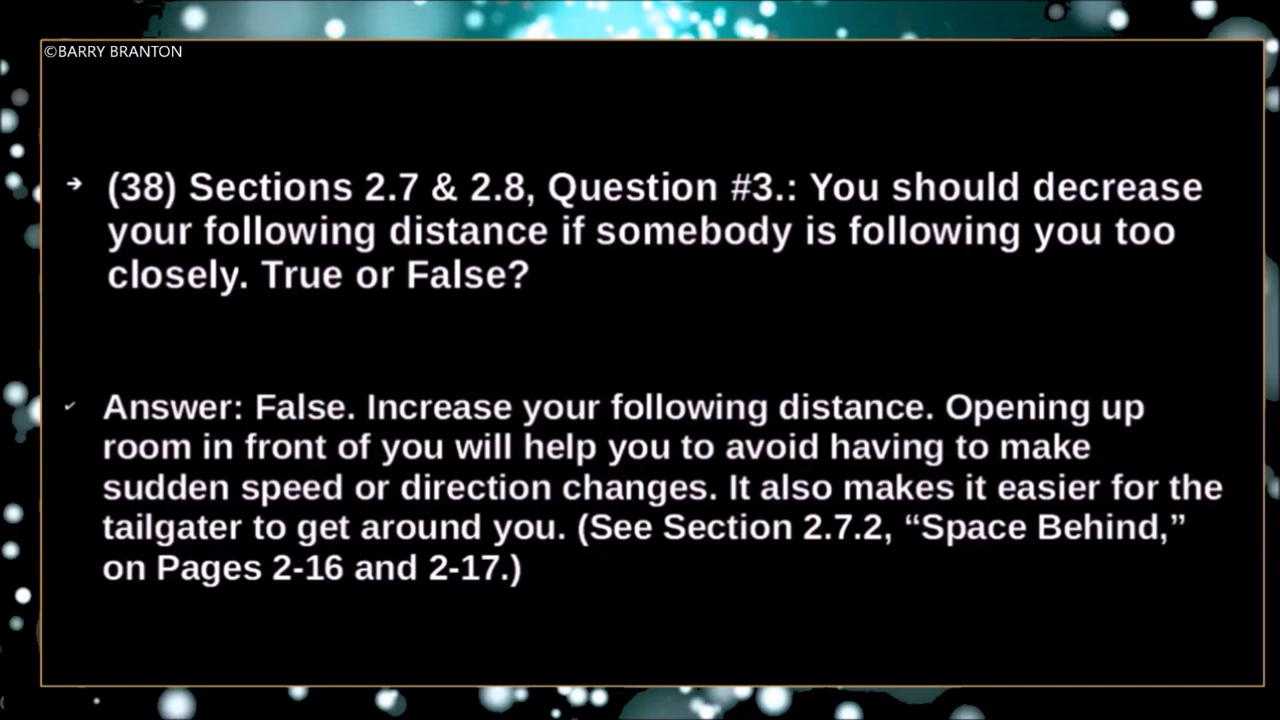 ©BARRY BRANTON
(38) Sections 2.7 & 2.8, Question #3.: You should decrease
your following distance if somebody is following you too
closely. True or False?
Answer: False. Increase your following distance. Opening up
room in front of you will help you to avoid having to make
sudden speed or direction changes. It also makes it easier for the
tailgater to get around you. (See Section 2.7.2, “Space Behind,”
on Pages 2-16 and 2-17.)